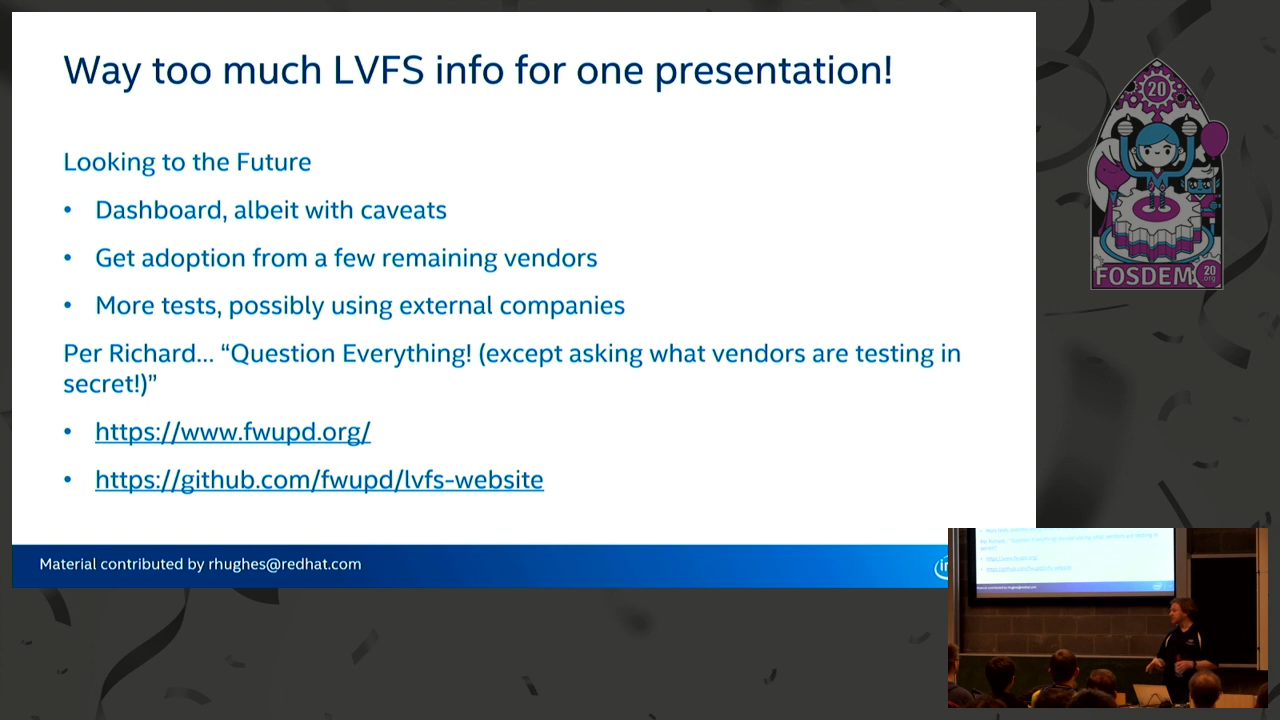 Way too much LVFS info for one presentation!
Looking to the Future
• Dashboard, albeit with caveats
• Get adoption from a few remaining vendors
• More tests, possibly using external companies
Per Richard... “Question Everything! (except asking what vendors are testing in
secret!)”
• https://www.fwupd.org/
• https://github.com/fwupd/lvfs-website
Material contributed by rhughes@redhat.com
20
FOSDEM
20
.org